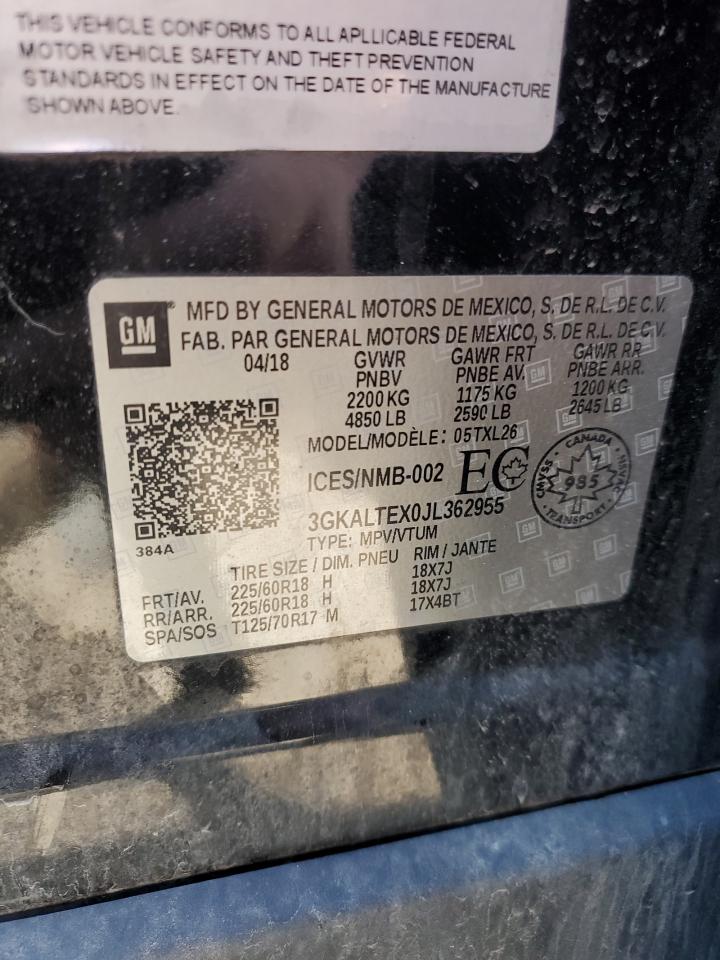 THIS VEHICLE CONFORMS TO ALL APLLICABLE FEDERAL
MOTOR VEHICLE SAFETY AND THEFT PREVENTION
STANDARDS IN EFFECT ON THE DATE OF THE MANUFACTURE
SHOWN ABOVE.
GM MFD BY GENERAL MOTORS DE MEXICO, S. DE R.L. DE C.V.
FAB. PAR GENERAL MOTORS DE MEXICO, S. DE R.L. DE C.V.
04/18 GVWR GAWR FRT GAWR RR
PNBV PNBE AV. PNBE ARR.
2200 KG 1175 KG 1200 KG
4850 LB 2590 LB 2645 LB
MODEL/MODÈLE: 05TXL26
ICES/NMB-002 EC CANADA CMVSS 985 NSVAC
3GKALTEX0JL362955
384A TYPE: MPV/VTUM
TIRE SIZE / DIM. PNEU RIM / JANTE
FRT/AV. 225/60R18 H 18X7J
RR/ARR. 225/60R18 H 18X7J
SPA/SOS T125/70R17 M 17X4BT